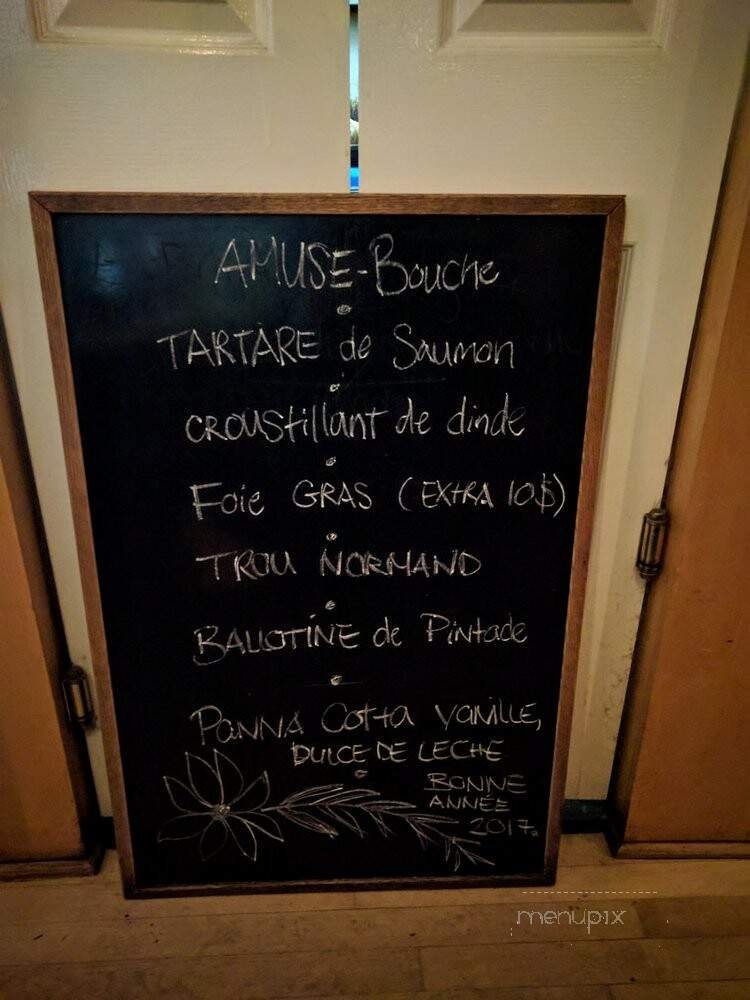 AMUSE-Bouche
TARTARE de Saumon
CROUStillant de dinde
Foie GRAS (EXtRA 10$)
TROU NORMAND
BALLOTINE de Pintade
PANNA Cotta VANILLE,
DULCE DE LECHE
BONNE
ANNÉE
2017.
menupix